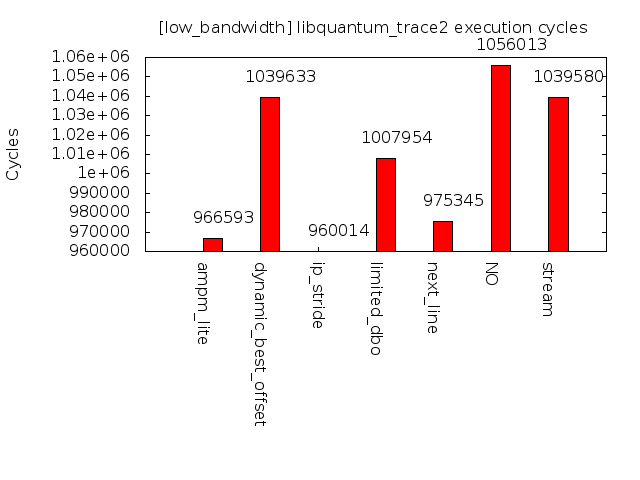 [low_bandwidth] libquantum_trace2 execution cycles
Cycles
1.06e+06
1.05e+06
1.04e+06
1.03e+06
1.02e+06
1.01e+06
1e+06
990000
980000
970000
960000
966593
1039633
960014
1007954
975345
1056013
1039580
ampm_lite
dynamic_best_offset
ip_stride
limited_dbo
next_line
NO
stream